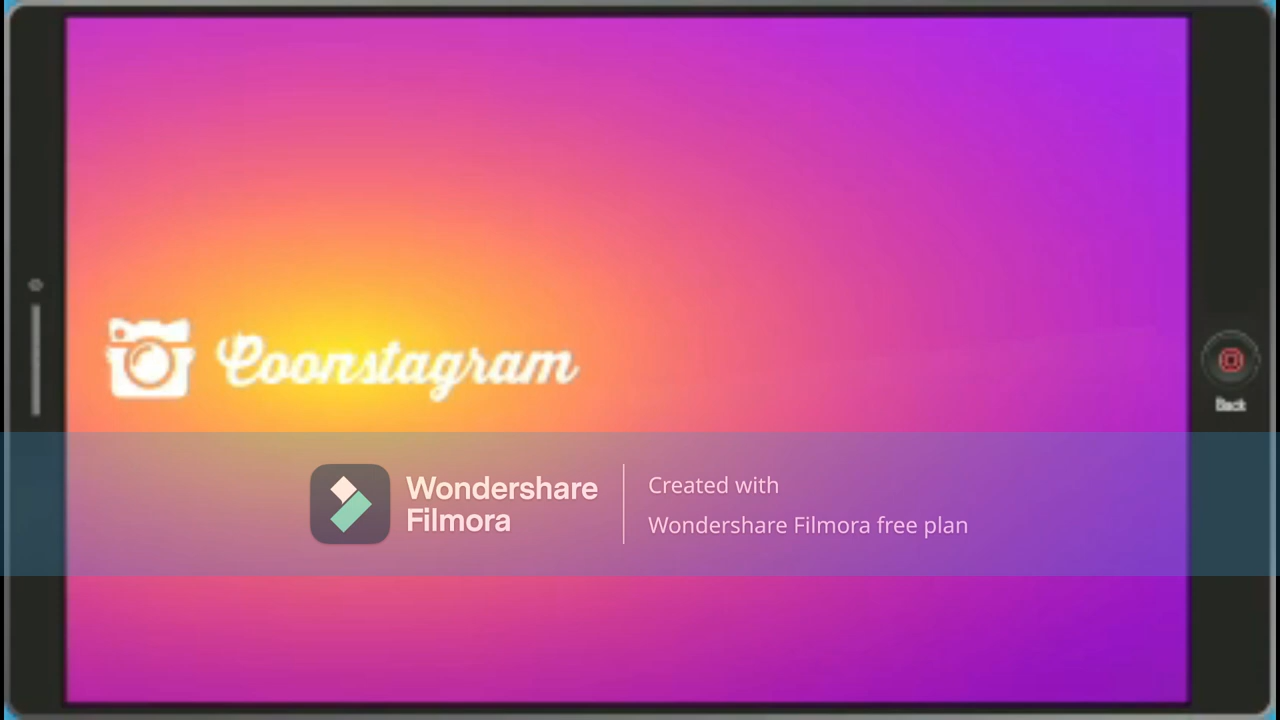 Coonstagram
Back
Wondershare
Filmora
Created with
Wondershare Filmora free plan